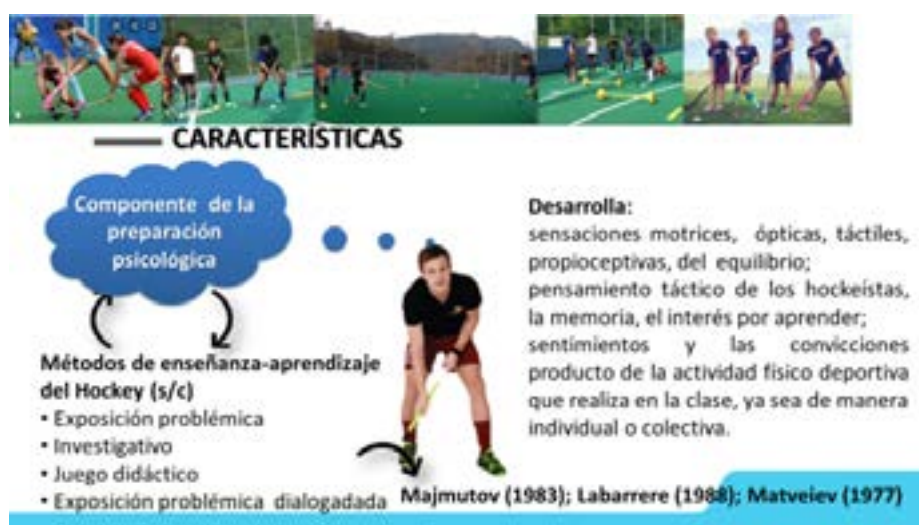 CARACTERÍSTICAS
Componente de la
preparación
psicológica
Métodos de enseñanza-aprendizaje
del Hockey (s/c)
• Exposición problémica
• Investigativo
• Juego didáctico
• Exposición problémica dialogadada
Desarrolla:
sensaciones motrices, ópticas, táctiles,
propioceptivas, del equilibrio;
pensamiento táctico de los hockeístas,
la memoria, el interés por aprender;
sentimientos y las convicciones
producto de la actividad físico deportiva
que realiza en la clase, ya sea de manera
individual o colectiva.
Majmutov (1983); Labarrere (1988); Matveiev (1977)